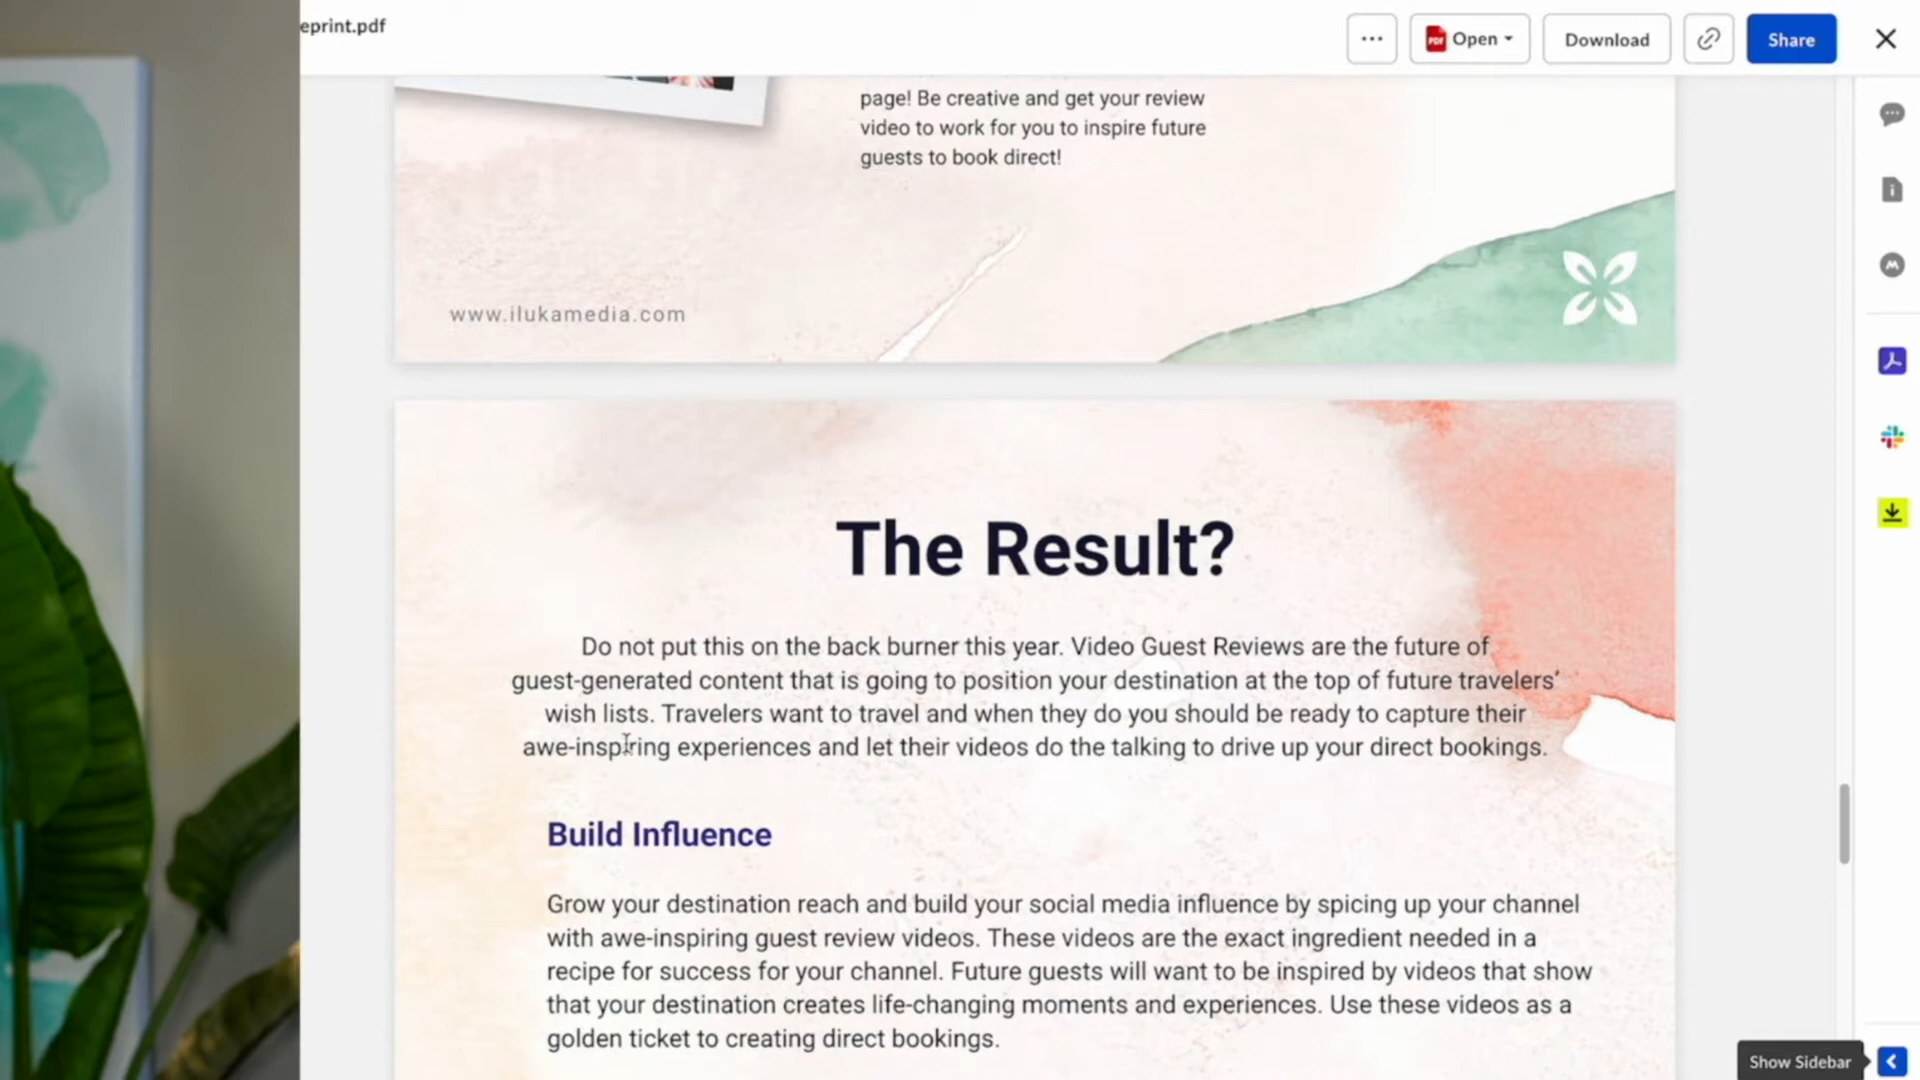 eprint.pdf
Open
Download
Share
page! Be creative and get your review
video to work for you to inspire future
guests to book direct!
www.ilukamedia.com
The Result?
Do not put this on the back burner this year. Video Guest Reviews are the future of
guest-generated content that is going to position your destination at the top of future travelers’
wish lists. Travelers want to travel and when they do you should be ready to capture their
awe-inspiring experiences and let their videos do the talking to drive up your direct bookings.
Build Influence
Grow your destination reach and build your social media influence by spicing up your channel
with awe-inspiring guest review videos. These videos are the exact ingredient needed in a
recipe for success for your channel. Future guests will want to be inspired by videos that show
that your destination creates life-changing moments and experiences. Use these videos as a
golden ticket to creating direct bookings.
Show Sidebar